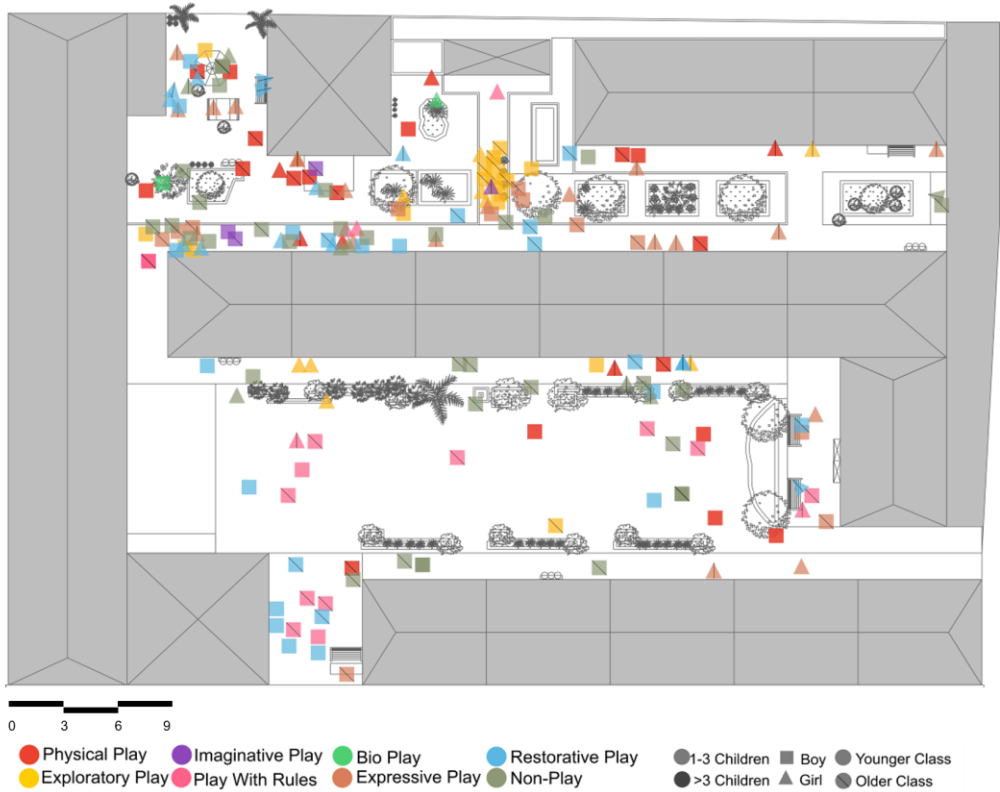 0 3 6 9
Physical Play Imaginative Play Bio Play Restorative Play 1-3 Children Boy Younger Class
Exploratory Play Play With Rules Expressive Play Non-Play >3 Children Girl Older Class